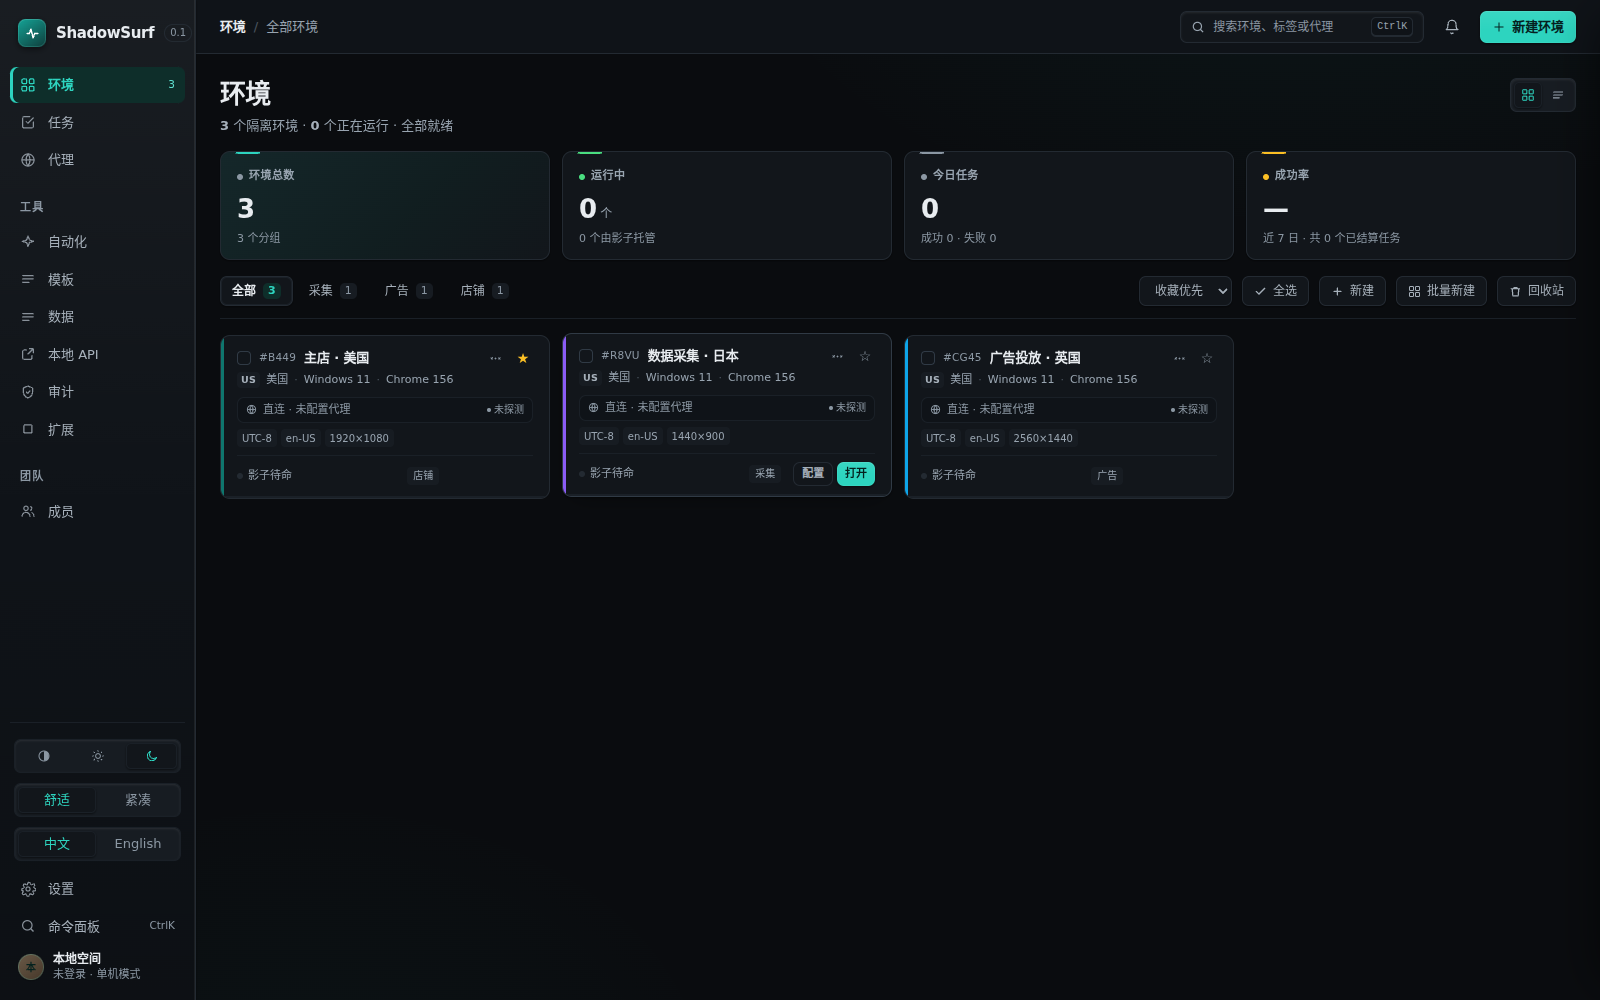 ShadowSurf 0.1
环境 3
任务
代理
工具
自动化
模板
数据
本地 API
审计
扩展
团队
成员
舒适 紧凑
中文 English
设置
命令面板 CtrlK
本 本地空间
未登录 · 单机模式
环境 / 全部环境
搜索环境、标签或代理 CtrlK
新建环境
环境
3 个隔离环境 · 0 个正在运行 · 全部就绪
环境总数
3
3 个分组
运行中
0 个
0 个由影子托管
今日任务
0
成功 0 · 失败 0
成功率
—
近 7 日 · 共 0 个已结算任务
全部 3 采集 1 广告 1 店铺 1
收藏优先 全选 新建 批量新建 回收站
#B449 主店 · 美国
US 美国 · Windows 11 · Chrome 156
直连 · 未配置代理 未探测
UTC-8 en-US 1920×1080
影子待命 店铺
#R8VU 数据采集 · 日本
US 美国 · Windows 11 · Chrome 156
直连 · 未配置代理 未探测
UTC-8 en-US 1440×900
影子待命 采集 配置 打开
#CG45 广告投放 · 英国
US 美国 · Windows 11 · Chrome 156
直连 · 未配置代理 未探测
UTC-8 en-US 2560×1440
影子待命 广告